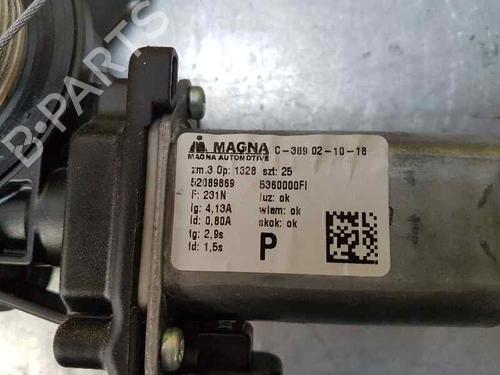 B-PARTS
MAGNA C-389 02-10-18
MAGNA AUTOMOTIVE
zm.3 Op: 1328 szt: 25
52089869 5360000FI
F: 231N luz: ok
Ig: 4,13A wlam: ok
Id: 0,80A skok: ok
tg: 2,9s
td: 1,5s
P